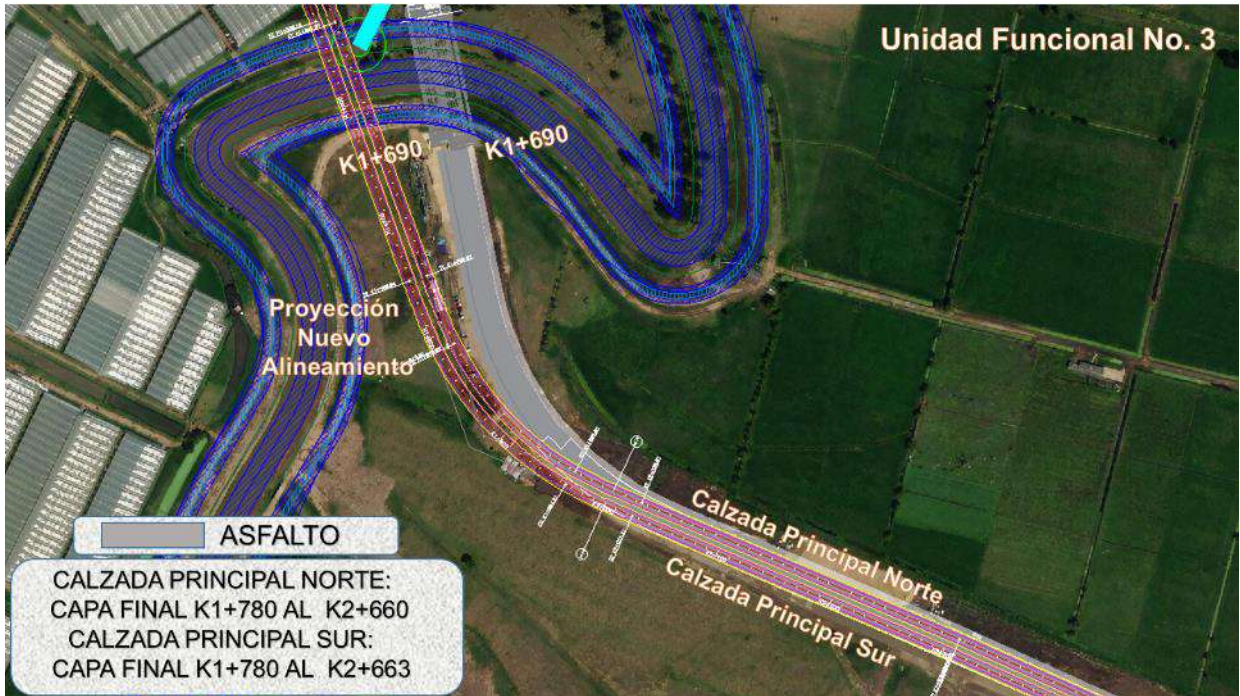 Unidad Funcional No. 3
K1+690
K1+690
Proyección
Nuevo
Alineamiento
Calzada Principal Norte
Calzada Principal Sur
ASFALTO
CALZADA PRINCIPAL NORTE:
CAPA FINAL K1+780 AL K2+660
CALZADA PRINCIPAL SUR:
CAPA FINAL K1+780 AL K2+663